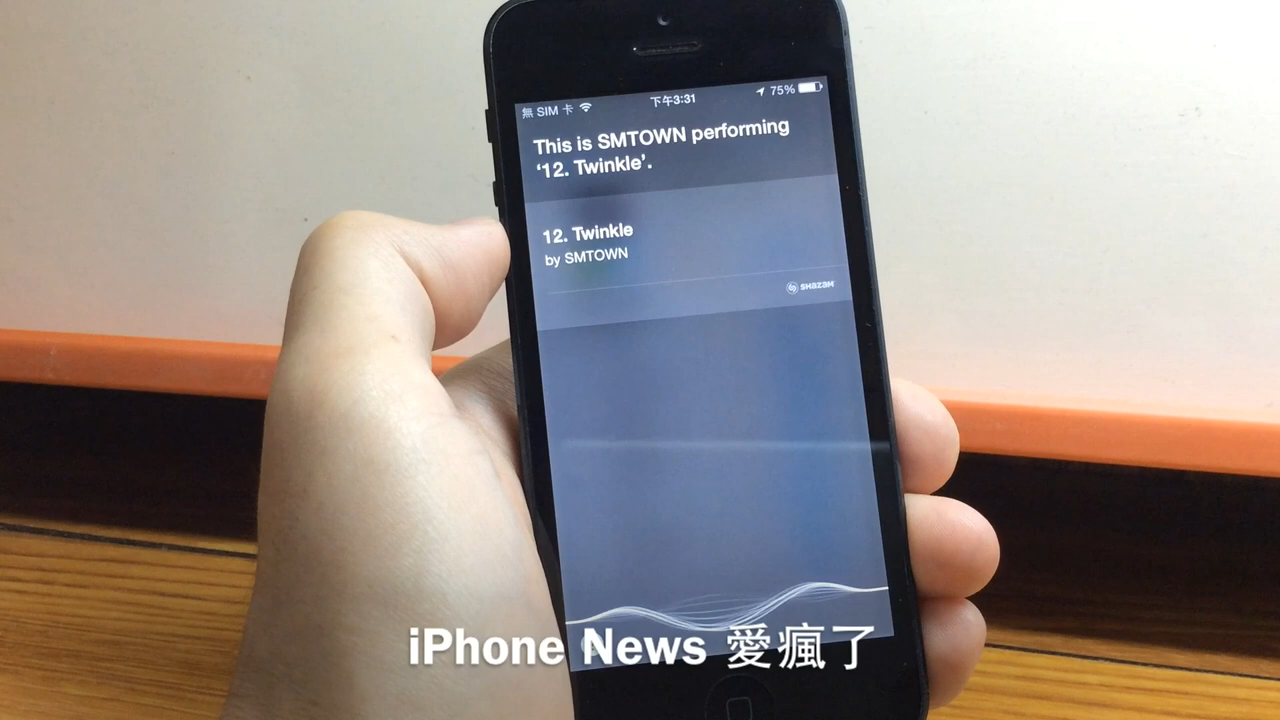 無 SIM 卡 下午3:31 75%
This is SMTOWN performing
‘12. Twinkle’.
12. Twinkle
by SMTOWN
SHAZAM
iPhone News 愛瘋了